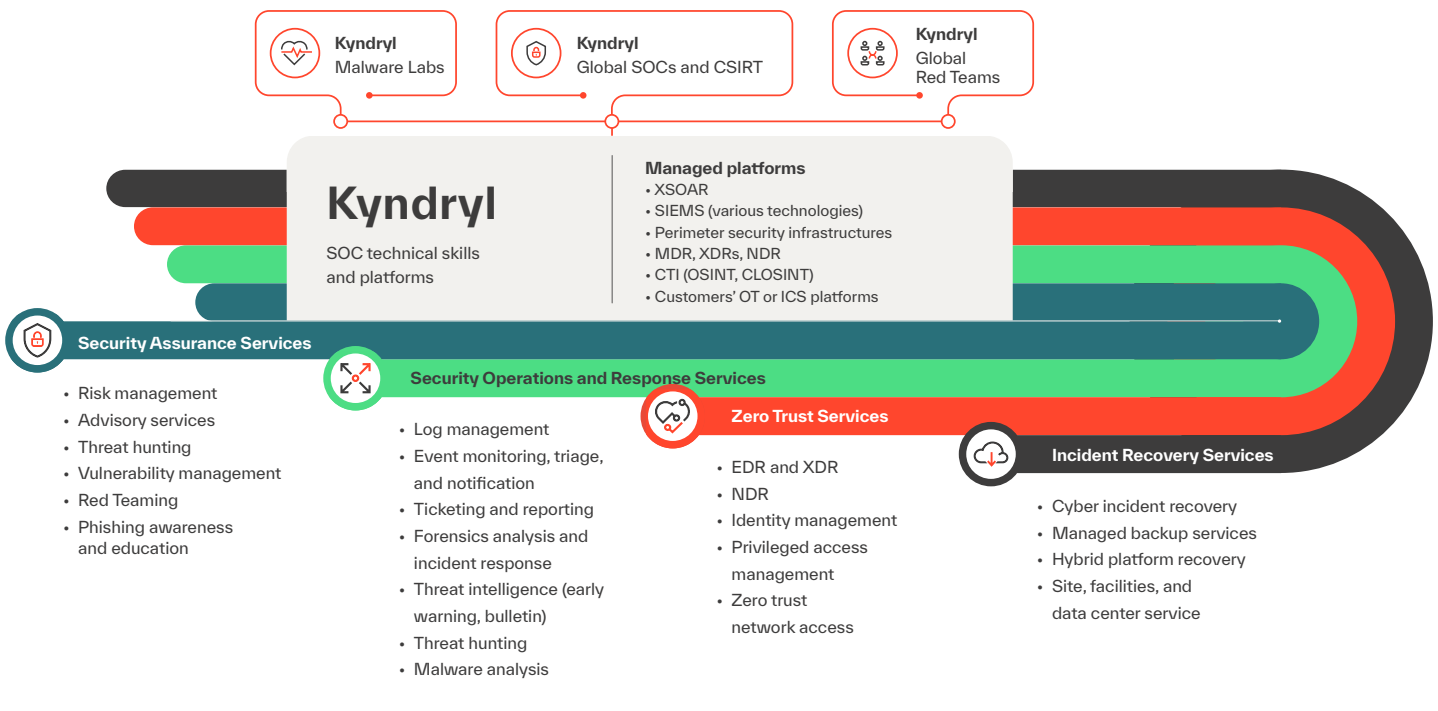 Kyndryl
Malware Labs
Kyndryl
Global SOCs and CSIRT
Kyndryl
Global
Red Teams
Kyndryl
SOC technical skills
and platforms
Managed platforms
• XSOAR
• SIEMS (various technologies)
• Perimeter security infrastructures
• MDR, XDRs, NDR
• CTI (OSINT, CLOSINT)
• Customers' OT or ICS platforms
Security Assurance Services
• Risk management
• Advisory services
• Threat hunting
• Vulnerability management
• Red Teaming
• Phishing awareness
and education
Security Operations and Response Services
• Log management
• Event monitoring, triage,
and notification
• Ticketing and reporting
• Forensics analysis and
incident response
• Threat intelligence (early
warning, bulletin)
• Threat hunting
• Malware analysis
Zero Trust Services
• EDR and XDR
• NDR
• Identity management
• Privileged access
management
• Zero trust
network access
Incident Recovery Services
• Cyber incident recovery
• Managed backup services
• Hybrid platform recovery
• Site, facilities, and
data center service